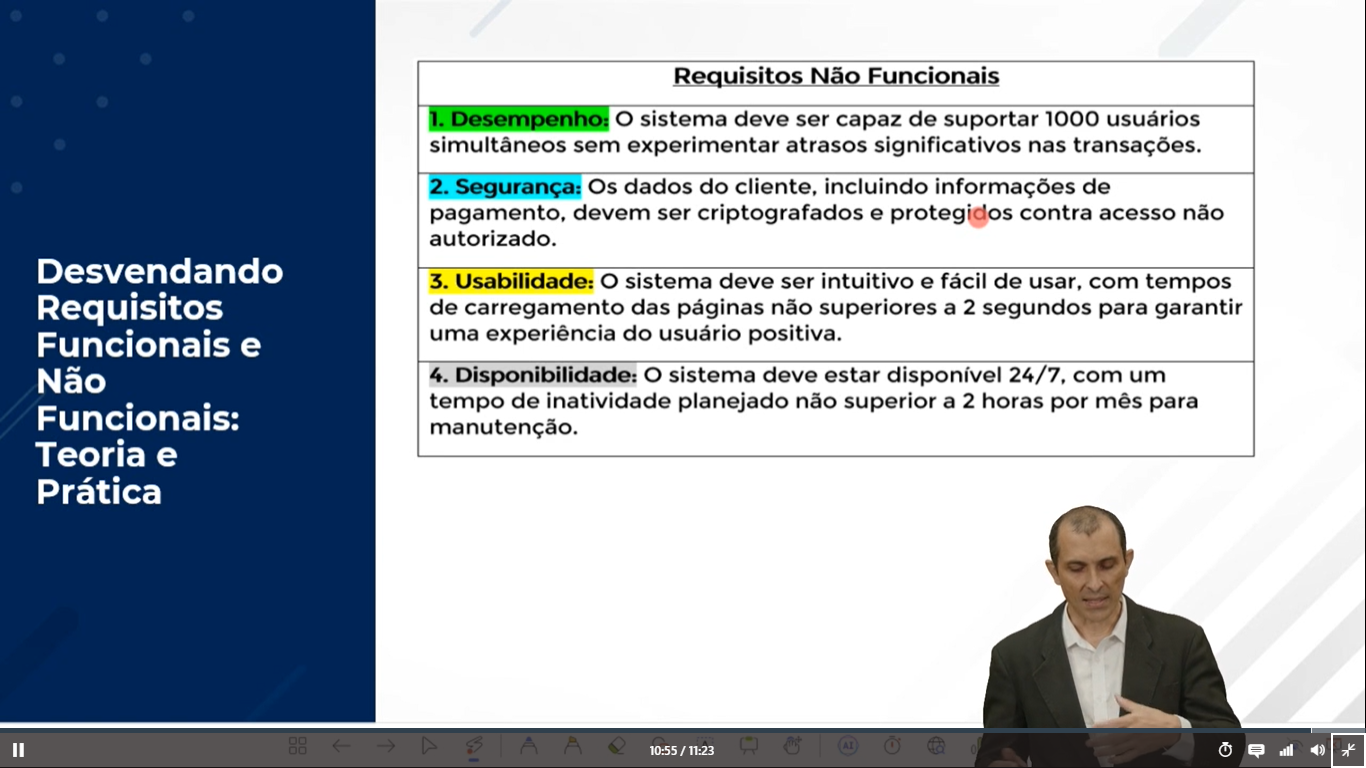 Desvendando
Requisitos
Funcionais e
Não
Funcionais:
Teoria e
Prática
Requisitos Não Funcionais
1. Desempenho: O sistema deve ser capaz de suportar 1000 usuários
simultâneos sem experimentar atrasos significativos nas transações.
2. Segurança: Os dados do cliente, incluindo informações de
pagamento, devem ser criptografados e protegidos contra acesso não
autorizado.
3. Usabilidade: O sistema deve ser intuitivo e fácil de usar, com tempos
de carregamento das páginas não superiores a 2 segundos para garantir
uma experiência do usuário positiva.
4. Disponibilidade: O sistema deve estar disponível 24/7, com um
tempo de inatividade planejado não superior a 2 horas por mês para
manutenção.
10:55 / 11:23
AI